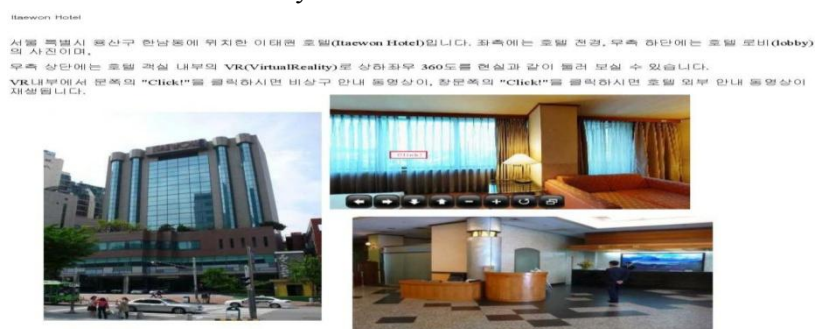 Itaewon Hotel
서울 특별시 용산구 한남동에 위치한 이태원 호텔(Itaewon Hotel)입니다. 좌측에는 호텔 전경, 우측 하단에는 호텔 로비(lobby)
의 사진이며,
우측 상단에는 호텔 객실 내부의 VR(VirtualReality)로 상하좌우 360도를 현실과 같이 둘러 보실 수 있습니다.
VR내부에서 문쪽의 "Click!"를 클릭하시면 비상구 안내 동영상이, 창문쪽의 "Click!"를 클릭하시면 호텔 외부 안내 동영상이
재생됩니다.
Click!